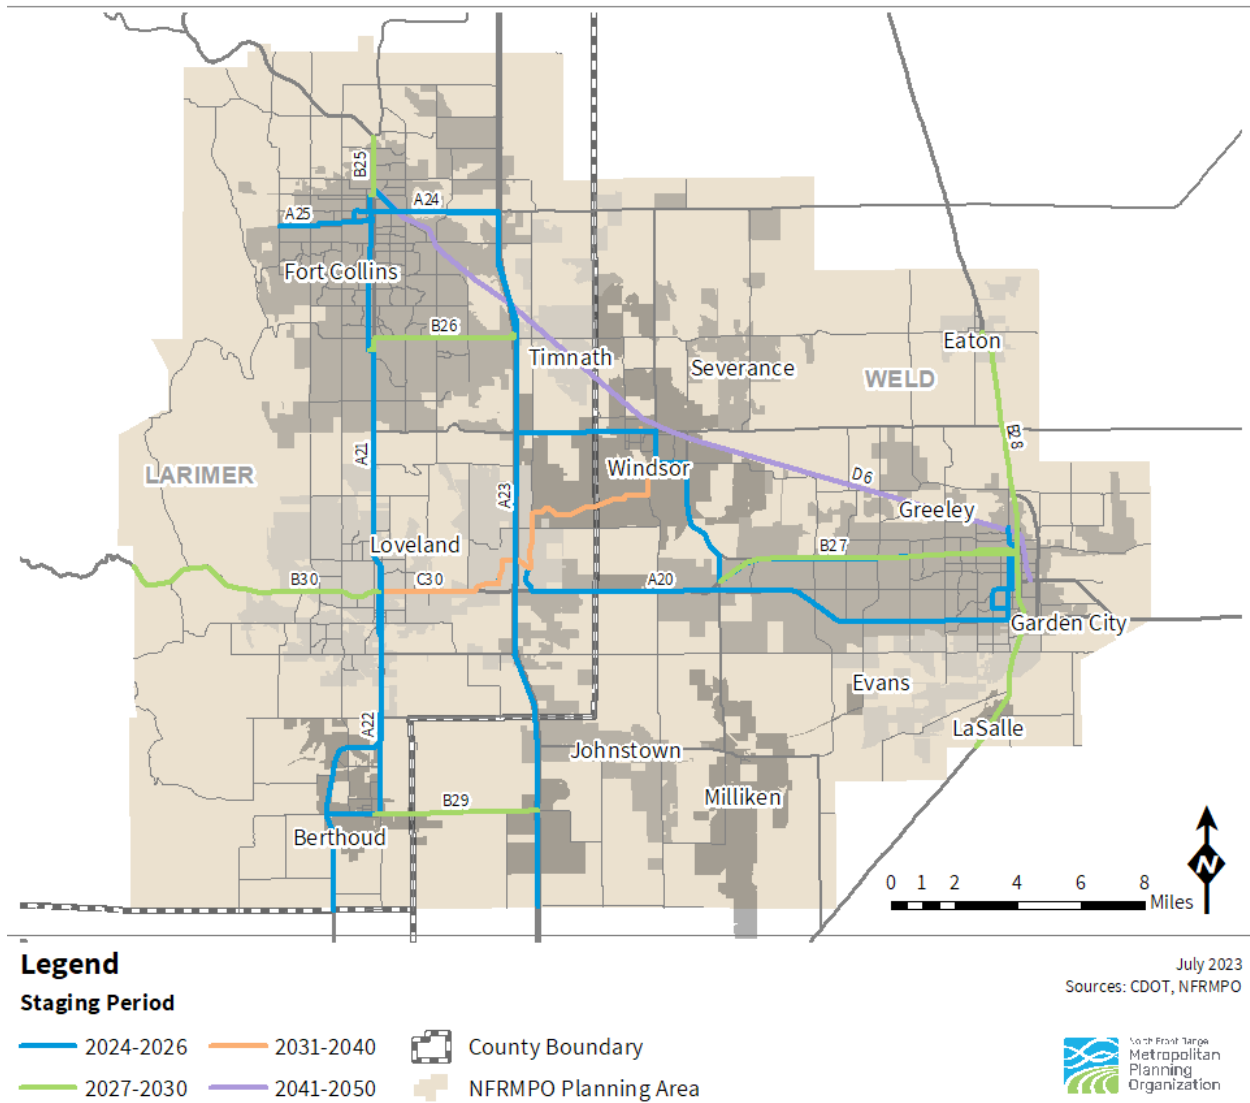 B25
A24
A25
Fort Collins
B26
Timnath
Eaton
Severance
WELD
B28
A21
LARIMER
Windsor
D6
A23
Greeley
Loveland
B27
B30
C30
A20
Garden City
Evans
A22
LaSalle
Johnstown
Milliken
B29
Berthoud
N
0 1 2 4 6 8
Miles
Legend
July 2023
Sources: CDOT, NFRMPO
Staging Period
2024-2026
2031-2040
County Boundary
2027-2030
2041-2050
NFRMPO Planning Area
North Front Range
Metropolitan
Planning
Organization